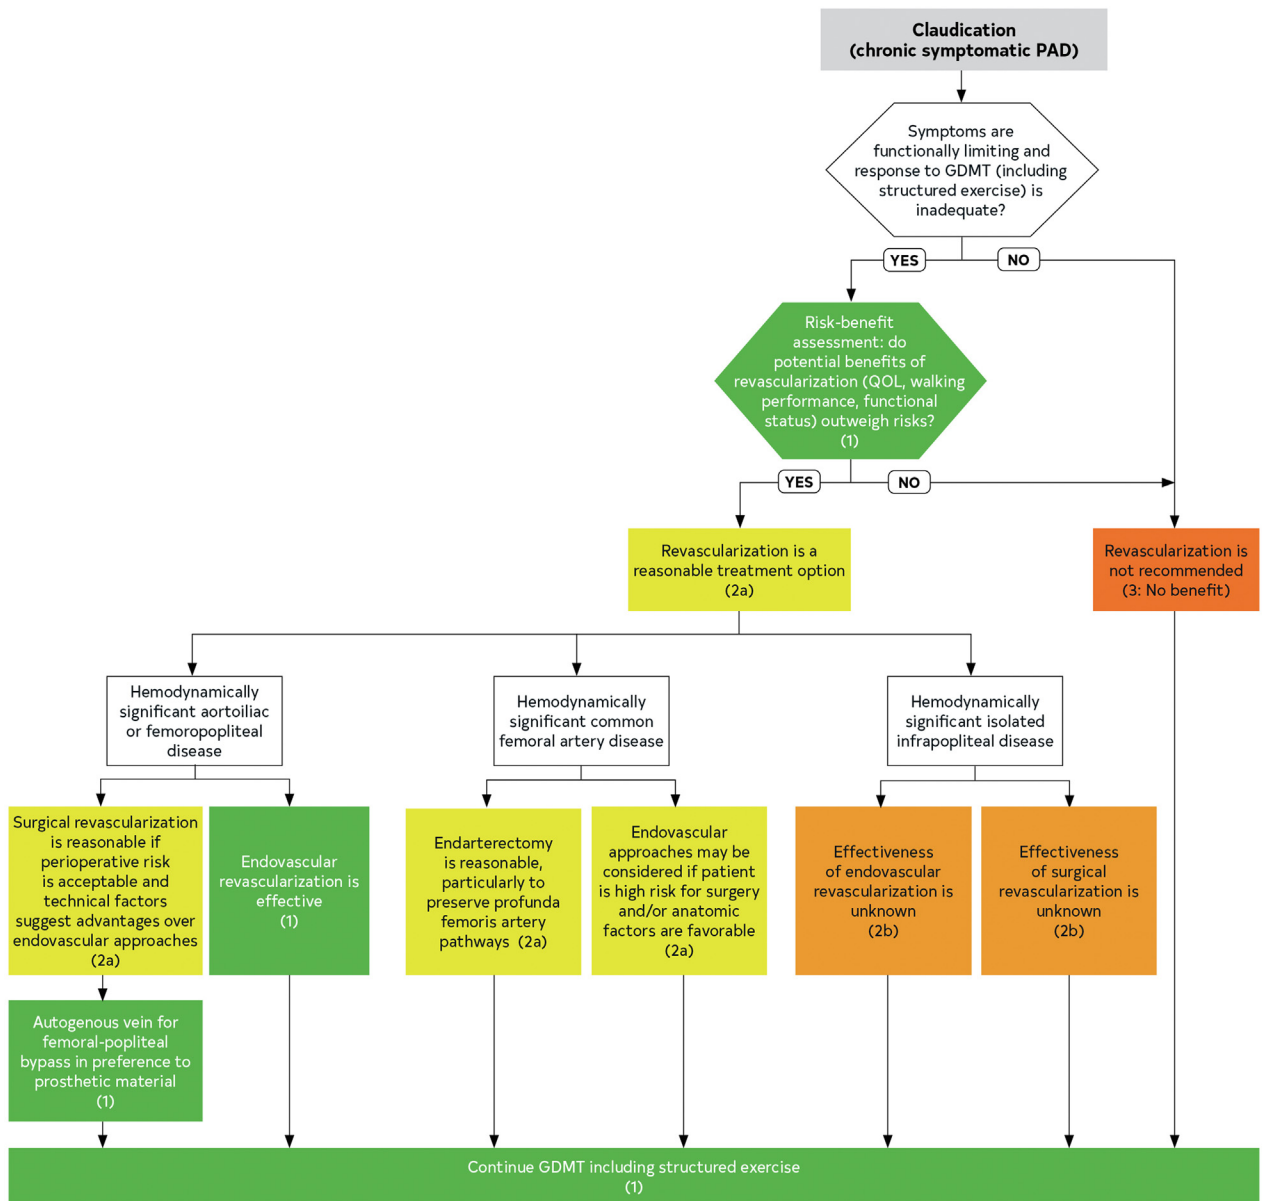 Claudication
(chronic symptomatic PAD)
Symptoms are
functionally limiting and
response to GDMT (including
structured exercise) is
inadequate?
YES
NO
Risk-benefit
assessment: do
potential benefits of
revascularization (QOL, walking
performance, functional
status) outweigh risks?
(1)
YES
NO
Revascularization is a
reasonable treatment option
(2a)
Revascularization is
not recommended
(3: No benefit)
Hemodynamically
significant aortoiliac
or femoropopliteal
disease
Hemodynamically
significant common
femoral artery disease
Hemodynamically
significant isolated
infrapopliteal disease
Surgical revascularization
is reasonable if
perioperative risk
is acceptable and
technical factors
suggest advantages over
endovascular approaches
(2a)
Endovascular
revascularization is
effective
(1)
Endarterectomy
is reasonable,
particularly to
preserve profunda
femoris artery
pathways (2a)
Endovascular
approaches may be
considered if patient
is high risk for surgery
and/or anatomic
factors are favorable
(2a)
Effectiveness
of endovascular
revascularization is
unknown
(2b)
Effectiveness
of surgical
revascularization is
unknown
(2b)
Autogenous vein for
femoral-popliteal
bypass in preference to
prosthetic material
(1)
Continue GDMT including structured exercise
(1)